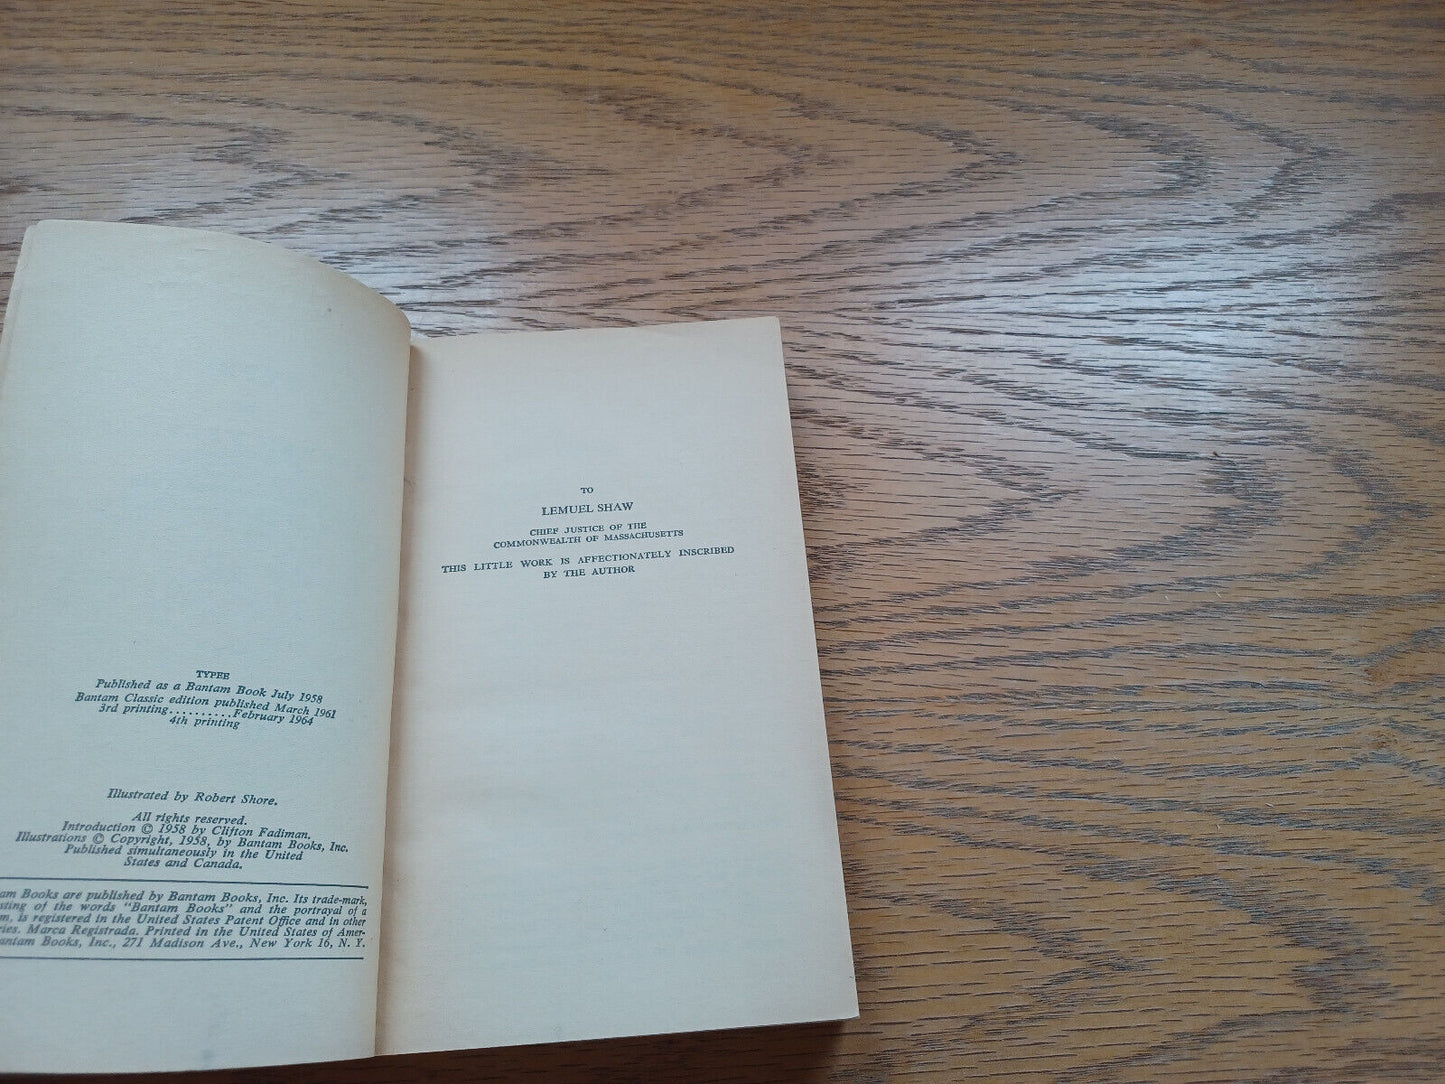 TYPEE
Published as a Bantam Book July 1958
Bantam Classic edition published March 1961
3rd printing..........February 1964
4th printing
Illustrated by Robert Shore.
All rights reserved.
Introduction © 1958 by Clifton Fadiman.
Illustrations © Copyright, 1958, by Bantam Books, Inc.
Published simultaneously in the United
States and Canada.
am Books are published by Bantam Books, Inc. Its trade-mark,
sting of the words "Bantam Books" and the portrayal of a
m, is registered in the United States Patent Office and in other
ries. Marca Registrada. Printed in the United States of Amer-
antam Books, Inc., 271 Madison Ave., New York 16, N. Y.
TO
LEMUEL SHAW
CHIEF JUSTICE OF THE
COMMONWEALTH OF MASSACHUSETTS
THIS LITTLE WORK IS AFFECTIONATELY INSCRIBED
BY THE AUTHOR